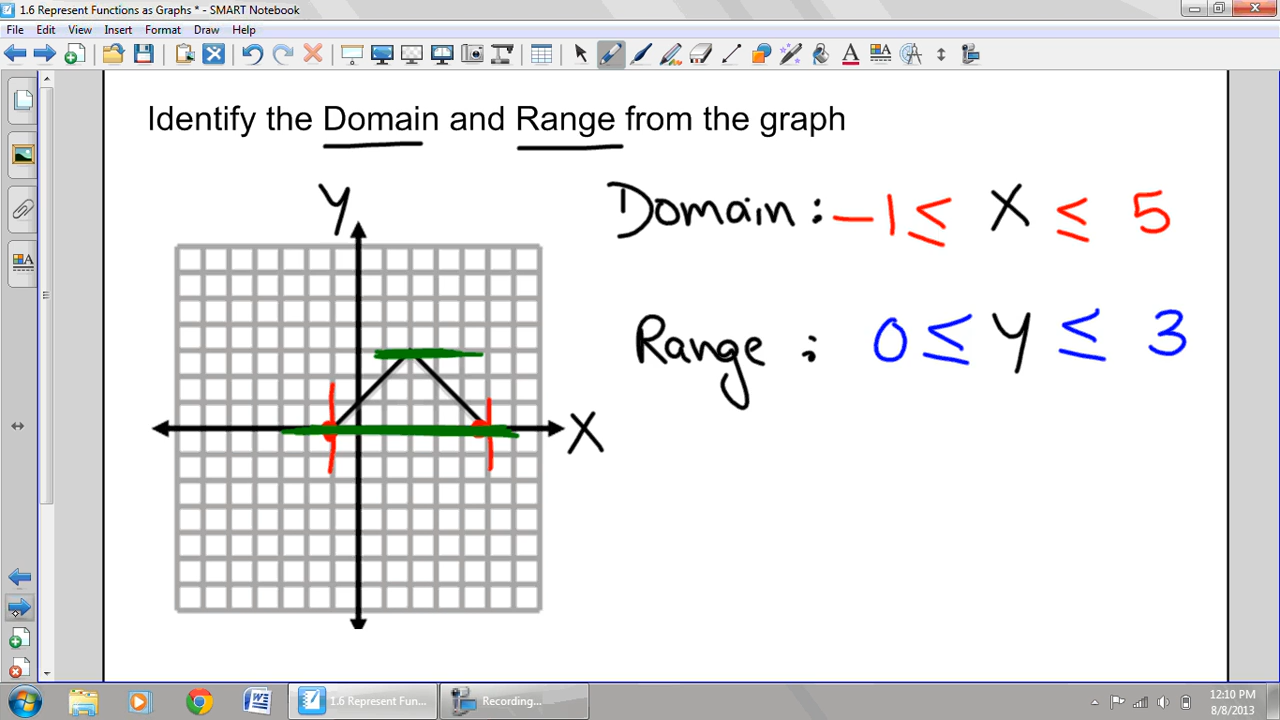 1.6 Represent Functions as Graphs * - SMART Notebook
File Edit View Insert Format Draw Help
Identify the Domain and Range from the graph
Y
Domain : -1 ≤ X ≤ 5
Range : 0 ≤ Y ≤ 3
X
1.6 Represent Fun... Recording...
12:10 PM
8/8/2013